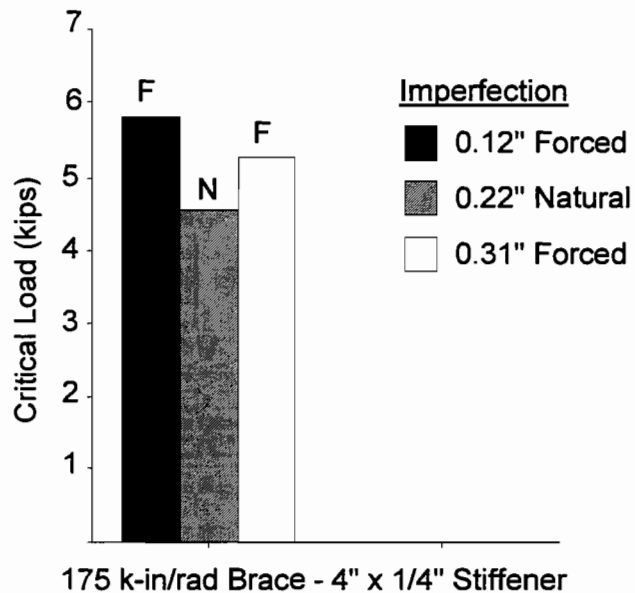 7
6
5
4
3
2
1
Critical Load (kips)
F
N
F
Imperfection
0.12" Forced
0.22" Natural
0.31" Forced
175 k-in/rad Brace - 4" x 1/4" Stiffener